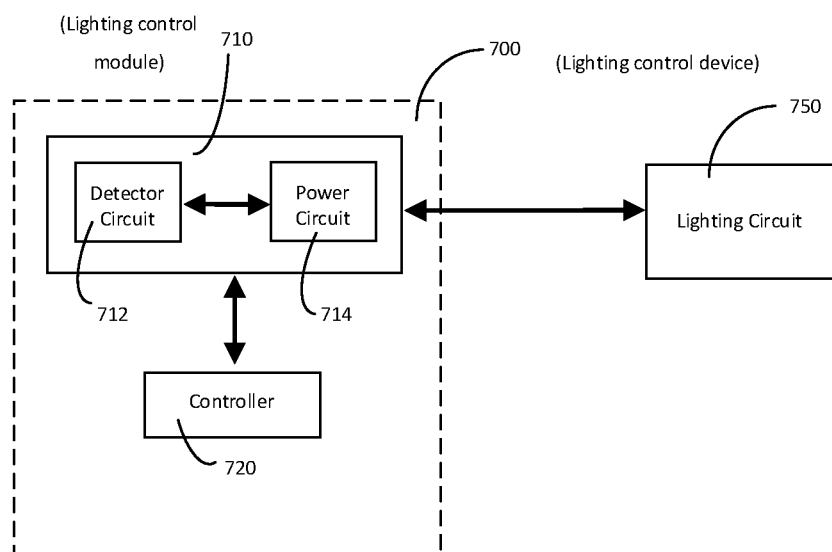 (Lighting control
module)
710
700
(Lighting control device)
750
Detector
Circuit
Power
Circuit
Lighting Circuit
712
714
Controller
720